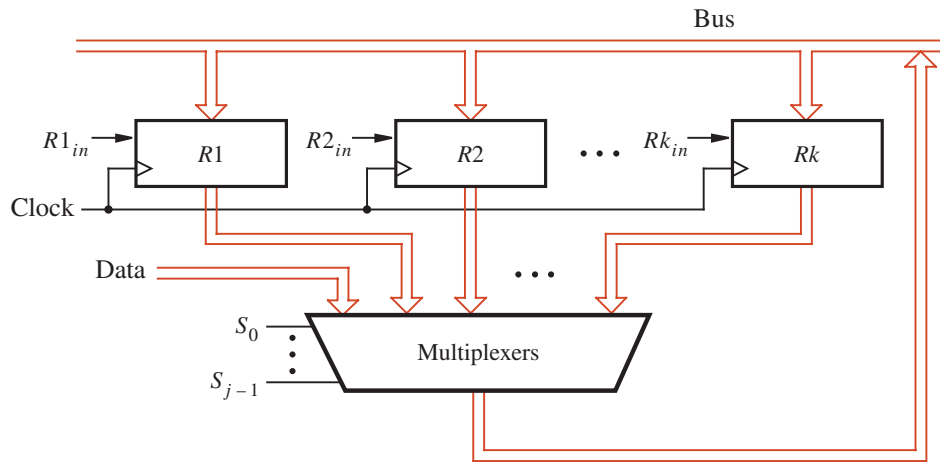 Bus
R1in
R1
R2in
R2
• • •
Rkin
Rk
Clock
Data
• • •
S0
Multiplexers
Sj – 1